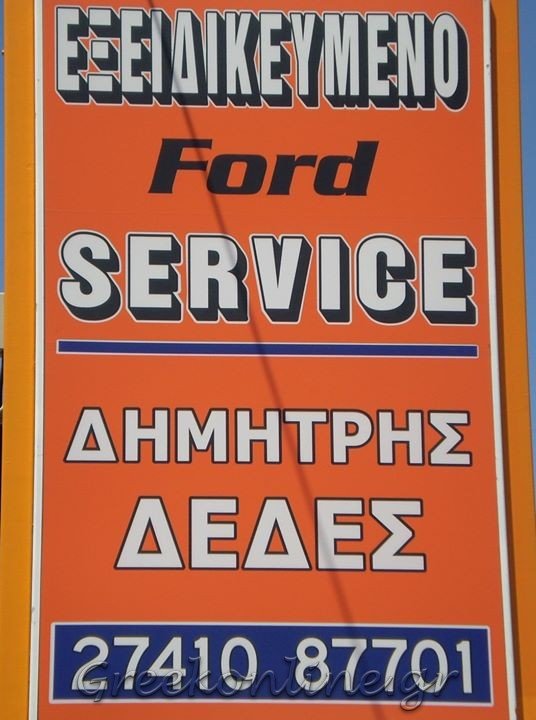 ΕΞΕΙΔΙΚΕΥΜΕΝΟ
Ford
SERVICE
ΔΗΜΗΤΡΗΣ
ΔΕΔΕΣ
27410 87701
Greekonline.gr